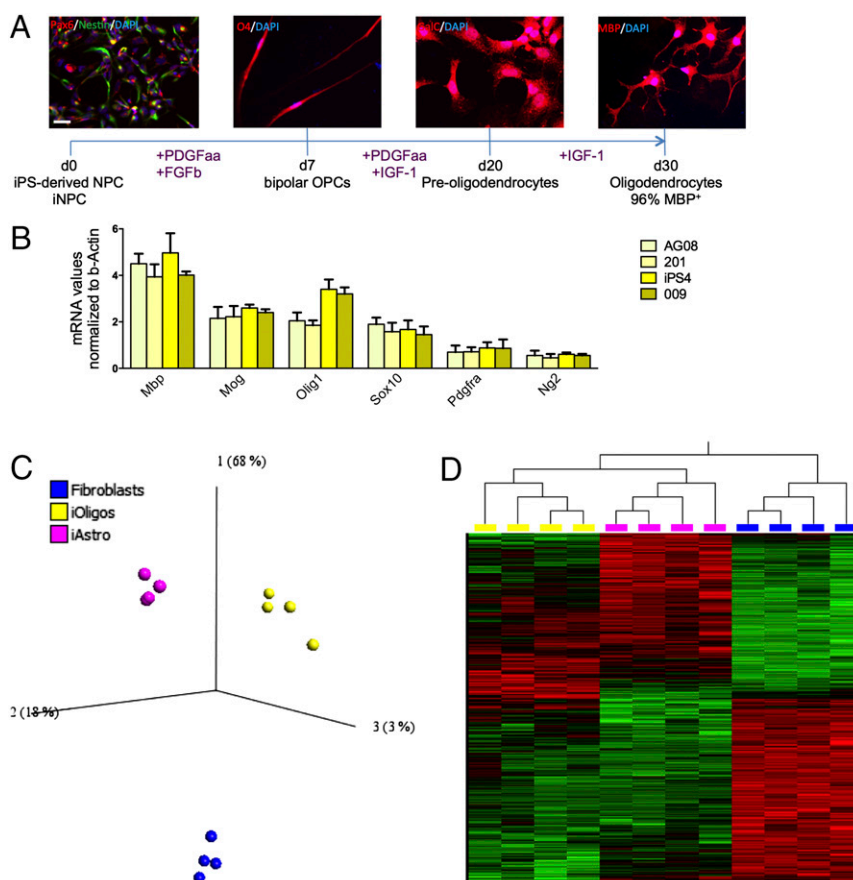 A
Pax6/Nestin/DAPI
O4/DAPI
GalC/DAPI
MBP/DAPI
+PDGFaa
+FGFb
+PDGFaa
+IGF-1
+IGF-1
d0
d7
d20
d30
iPS-derived NPC
iNPC
bipolar OPCs
Pre-oligodendrocytes
Oligodendrocytes
96% MBP⁺
B
mRNA values
normalized to b-Actin
6
4
2
0
Mbp
Mog
Olig1
Sox10
Pdgfra
Ng2
AG08
201
iPS4
009
C
1 (68 %)
Fibroblasts
iOligos
iAstro
2 (18 %)
3 (3 %)
D